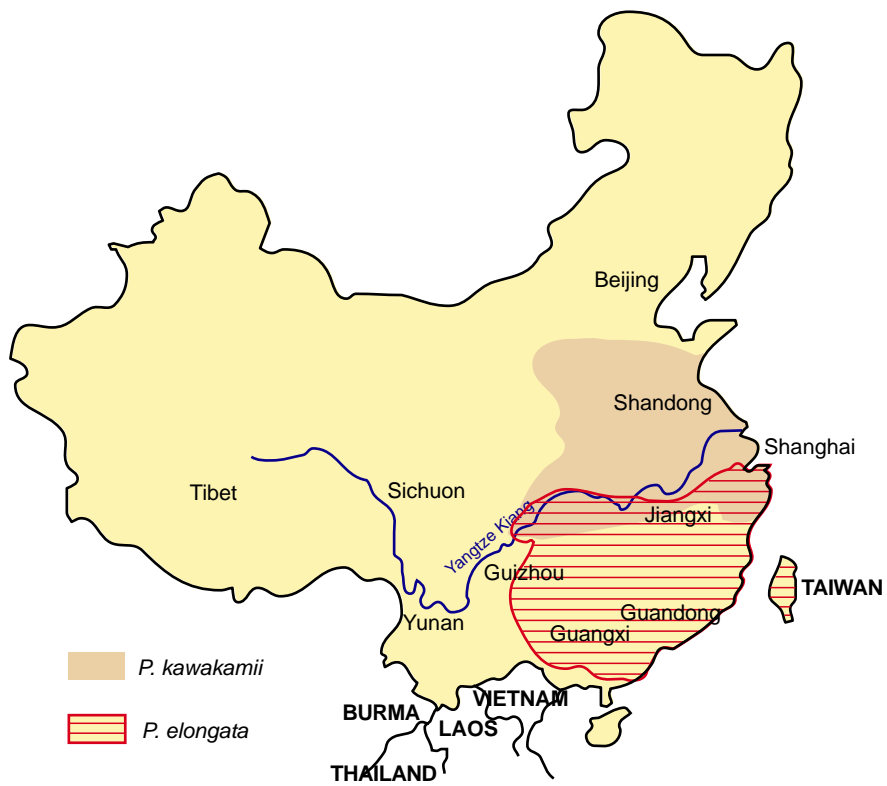 Beijing
Shandong
Shanghai
Tibet
Sichuon
Jiangxi
Yangtze Kiang
Guizhou
TAIWAN
Yunan
Guandong
Guangxi
P. kawakamii
VIETNAM
BURMA
LAOS
P. elongata
THAILAND